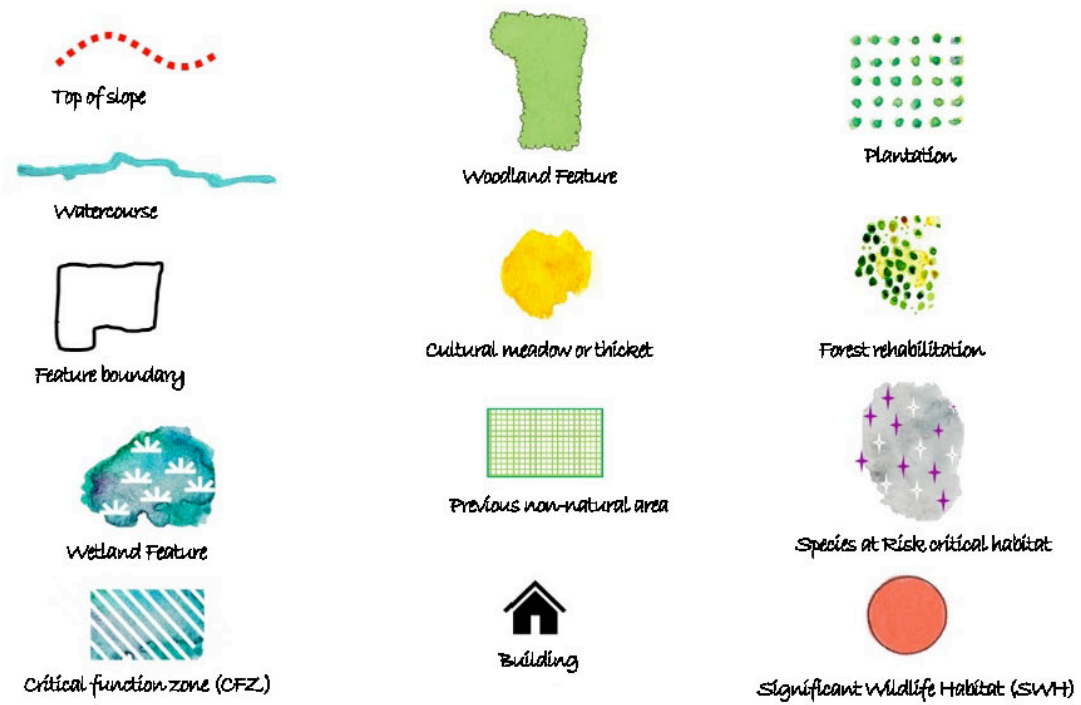 Top of slope
Watercourse
Feature boundary
Wetland Feature
Critical function zone (CFZ)
Woodland Feature
Cultural meadow or thicket
Previous non-natural area
Building
Plantation
Forest rehabilitation
Species at Risk critical habitat
Significant Wildlife Habitat (SWH)